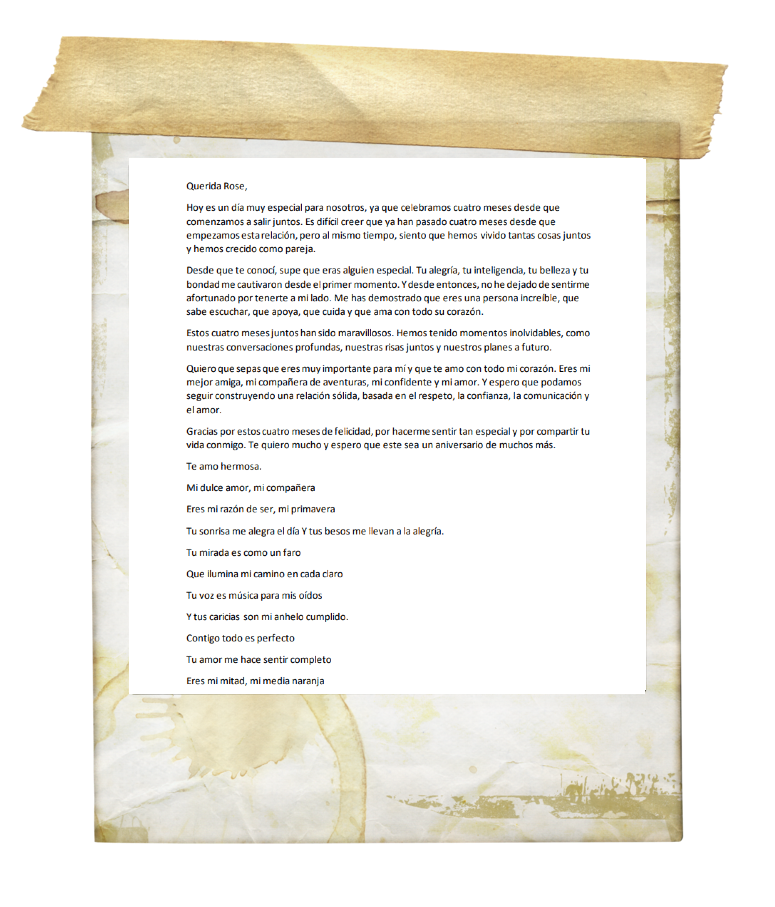 Querida Rose,
Hoy es un día muy especial para nosotros, ya que celebramos cuatro meses desde que
comenzamos a salir juntos. Es difícil creer que ya han pasado cuatro meses desde que
empezamos esta relación, pero al mismo tiempo, siento que hemos vivido tantas cosas juntos
y hemos crecido como pareja.
Desde que te conocí, supe que eras alguien especial. Tu alegría, tu inteligencia, tu belleza y tu
bondad me cautivaron desde el primer momento. Y desde entonces, no he dejado de sentirme
afortunado por tenerte a mi lado. Me has demostrado que eres una persona increíble, que
sabe escuchar, que apoya, que cuida y que ama con todo su corazón.
Estos cuatro meses juntos han sido maravillosos. Hemos tenido momentos inolvidables, como
nuestras conversaciones profundas, nuestras risas juntos y nuestros planes a futuro.
Quiero que sepas que eres muy importante para mí y que te amo con todo mi corazón. Eres mi
mejor amiga, mi compañera de aventuras, mi confidente y mi amor. Y espero que podamos
seguir construyendo una relación sólida, basada en el respeto, la confianza, la comunicación y
el amor.
Gracias por estos cuatro meses de felicidad, por hacerme sentir tan especial y por compartir tu
vida conmigo. Te quiero mucho y espero que este sea un aniversario de muchos más.
Te amo hermosa.
Mi dulce amor, mi compañera
Eres mi razón de ser, mi primavera
Tu sonrisa me alegra el día Y tus besos me llevan a la alegría.
Tu mirada es como un faro
Que ilumina mi camino en cada claro
Tu voz es música para mis oídos
Y tus caricias son mi anhelo cumplido.
Contigo todo es perfecto
Tu amor me hace sentir completo
Eres mi mitad, mi media naranja